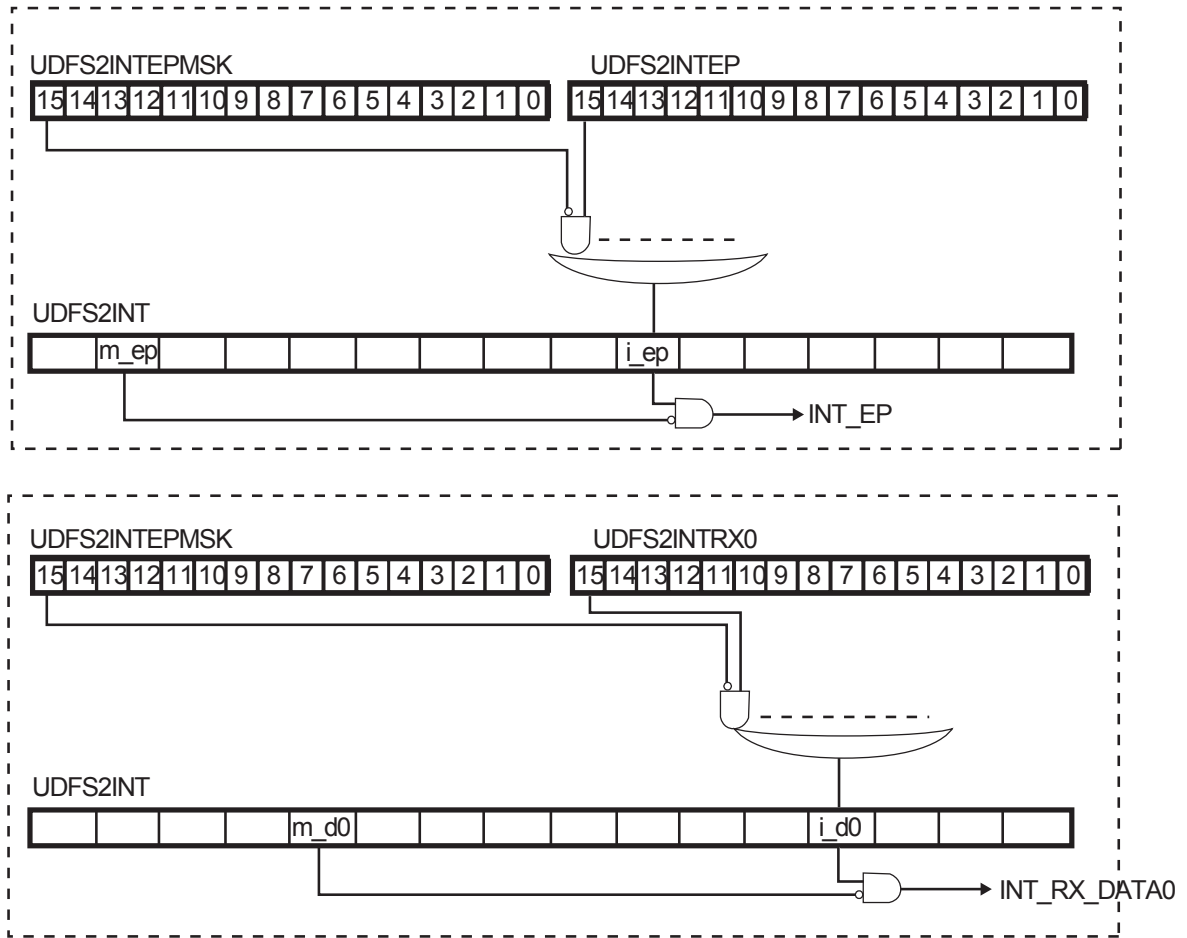 UDFS2INTEPMSK UDFS2INTEP
15 14 13 12 11 10 9 8 7 6 5 4 3 2 1 0 15 14 13 12 11 10 9 8 7 6 5 4 3 2 1 0
UDFS2INT
m_ep i_ep
INT_EP
UDFS2INTEPMSK UDFS2INTRX0
15 14 13 12 11 10 9 8 7 6 5 4 3 2 1 0 15 14 13 12 11 10 9 8 7 6 5 4 3 2 1 0
UDFS2INT
m_d0 i_d0
INT_RX_DATA0